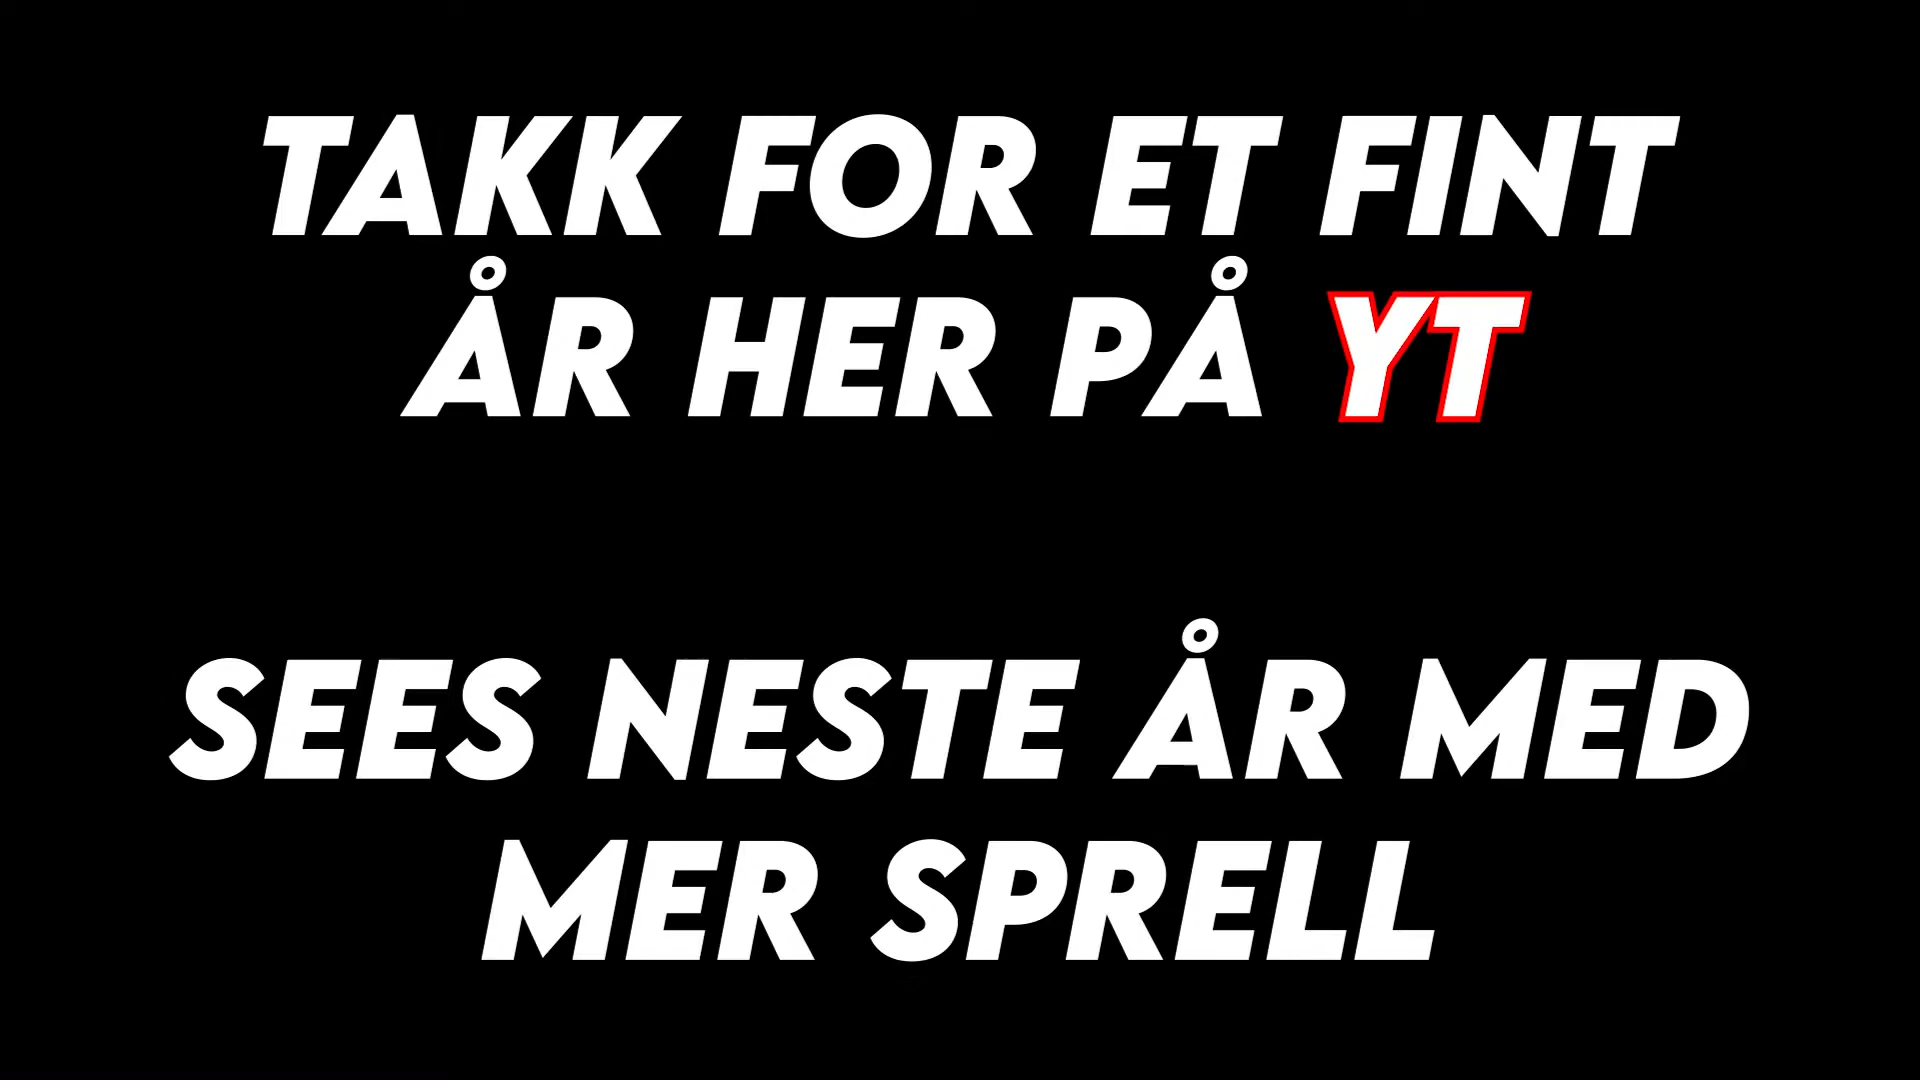 TAKK FOR ET FINT
ÅR HER PÅ YT
SEES NESTE ÅR MED
MER SPRELL